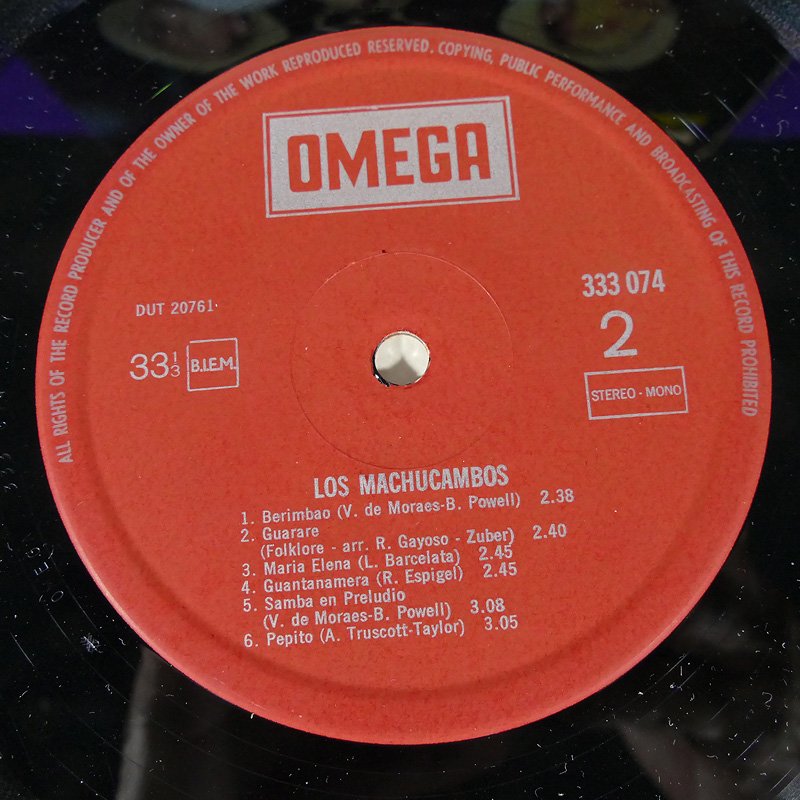 ALL RIGHTS OF THE RECORD PRODUCER AND OF THE OWNER OF THE WORK REPRODUCED RESERVED. COPYING, PUBLIC PERFORMANCE AND BROADCASTING OF THIS RECORD PROHIBITED
OMEGA
DUT 20761
333 074
33⅓
B.I.E.M.
2
STEREO - MONO
LOS MACHUCAMBOS
1. Berimbao (V. de Moraes-B. Powell) 2.38
2. Guarare
(Folklore - arr. R. Gayoso - Zuber) 2.40
3. Maria Elena (L. Barcelata) 2.45
4. Guantanamera (R. Espigel) 2.45
5. Samba en Preludio
(V. de Moraes-B. Powell) 3.08
6. Pepito (A. Truscott-Taylor) 3.05